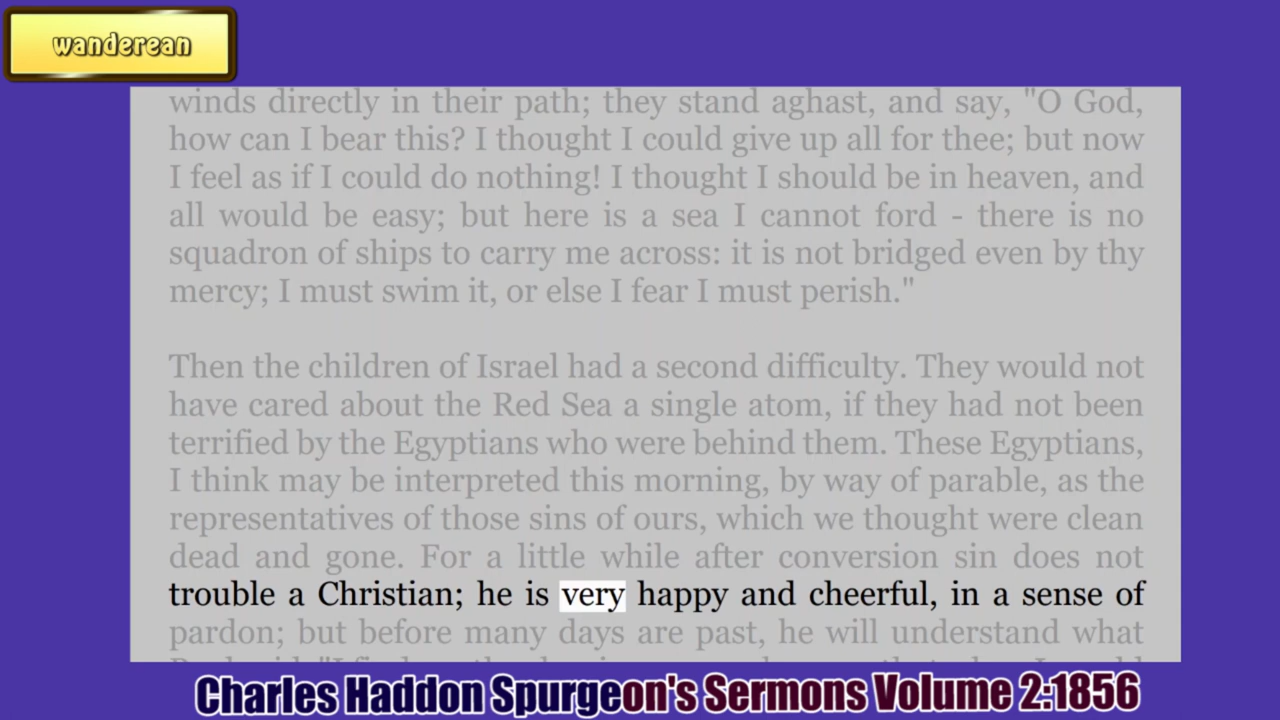 wanderean
winds directly in their path; they stand aghast, and say, "O God,
how can I bear this? I thought I could give up all for thee; but now
I feel as if I could do nothing! I thought I should be in heaven, and
all would be easy; but here is a sea I cannot ford - there is no
squadron of ships to carry me across: it is not bridged even by thy
mercy; I must swim it, or else I fear I must perish."
Then the children of Israel had a second difficulty. They would not
have cared about the Red Sea a single atom, if they had not been
terrified by the Egyptians who were behind them. These Egyptians,
I think may be interpreted this morning, by way of parable, as the
representatives of those sins of ours, which we thought were clean
dead and gone. For a little while after conversion sin does not
trouble a Christian; he is very happy and cheerful, in a sense of
pardon; but before many days are past, he will understand what
Charles Haddon Spurgeon's Sermons Volume 2:1856